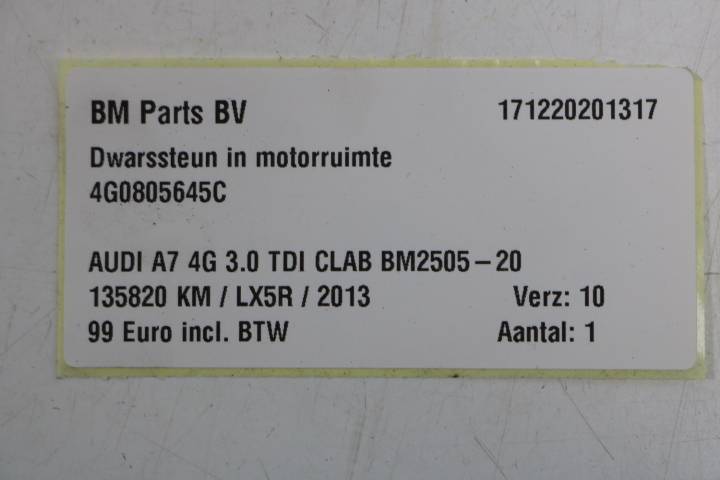 BM Parts BV 171220201317
Dwarssteun in motorruimte
4G0805645C
AUDI A7 4G 3.0 TDI CLAB BM2505-20
135820 KM / LX5R / 2013 Verz: 10
99 Euro incl. BTW Aantal: 1